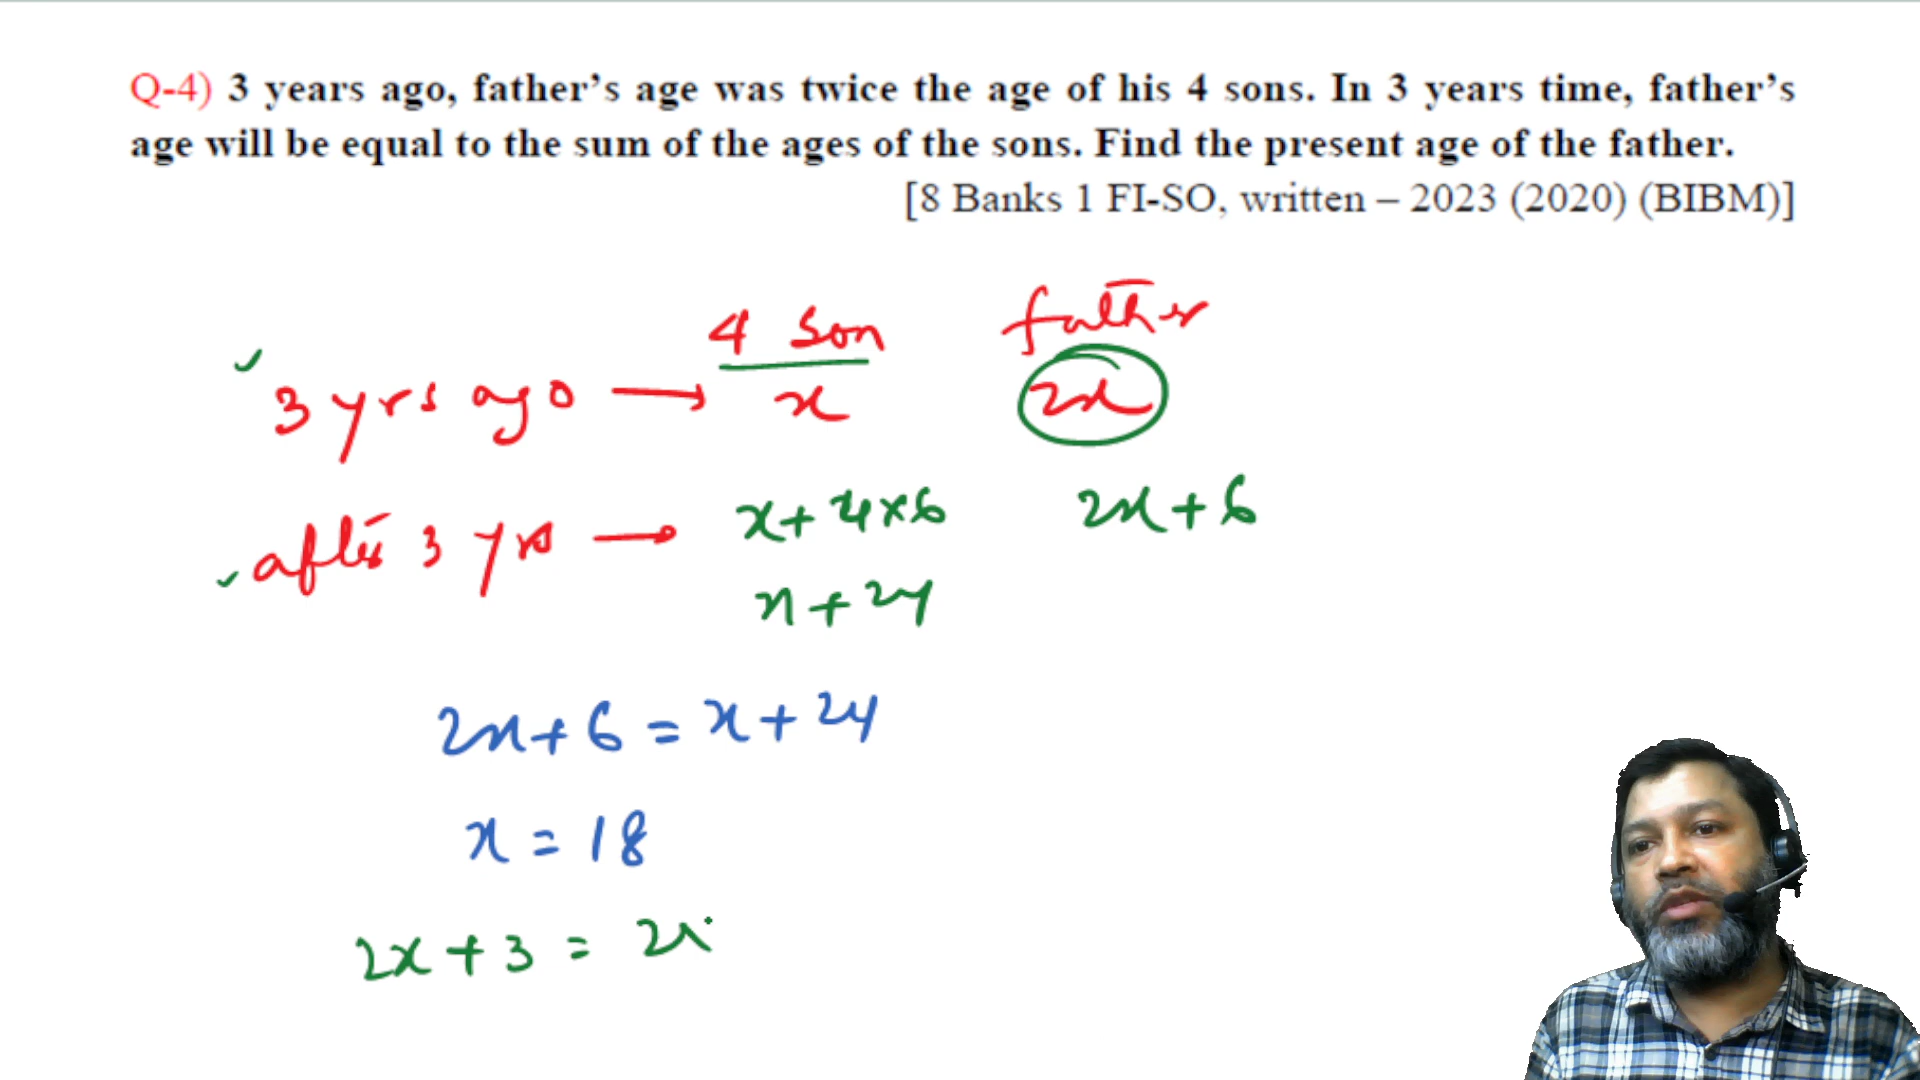 Q-4) 3 years ago, father’s age was twice the age of his 4 sons. In 3 years time, father’s
age will be equal to the sum of the ages of the sons. Find the present age of the father.
[8 Banks 1 FI-SO, written – 2023 (2020) (BIBM)]
4 son father
3 yrs ago → x 2x
after 3 yrs → x+4×6 2x+6
x+24
2x+6 = x+24
x = 18
2x+3 = 2x